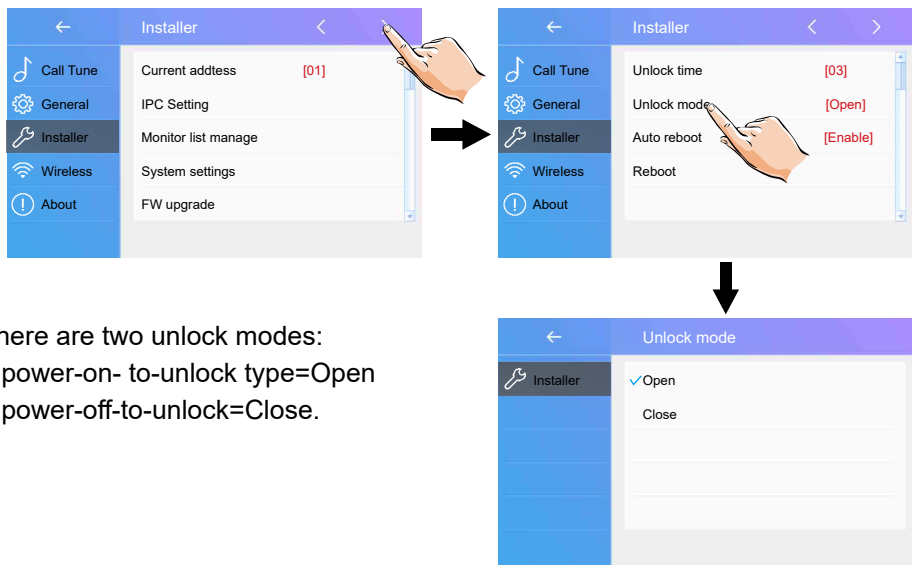 Installer
Call Tune
General
Installer
Wireless
About
Current addtess [01]
IPC Setting
Monitor list manage
System settings
FW upgrade
Installer
Call Tune
General
Installer
Wireless
About
Unlock time [03]
Unlock mode [Open]
Auto reboot [Enable]
Reboot
here are two unlock modes:
power-on- to-unlock type=Open
power-off-to-unlock=Close.
Unlock mode
Installer
Open
Close